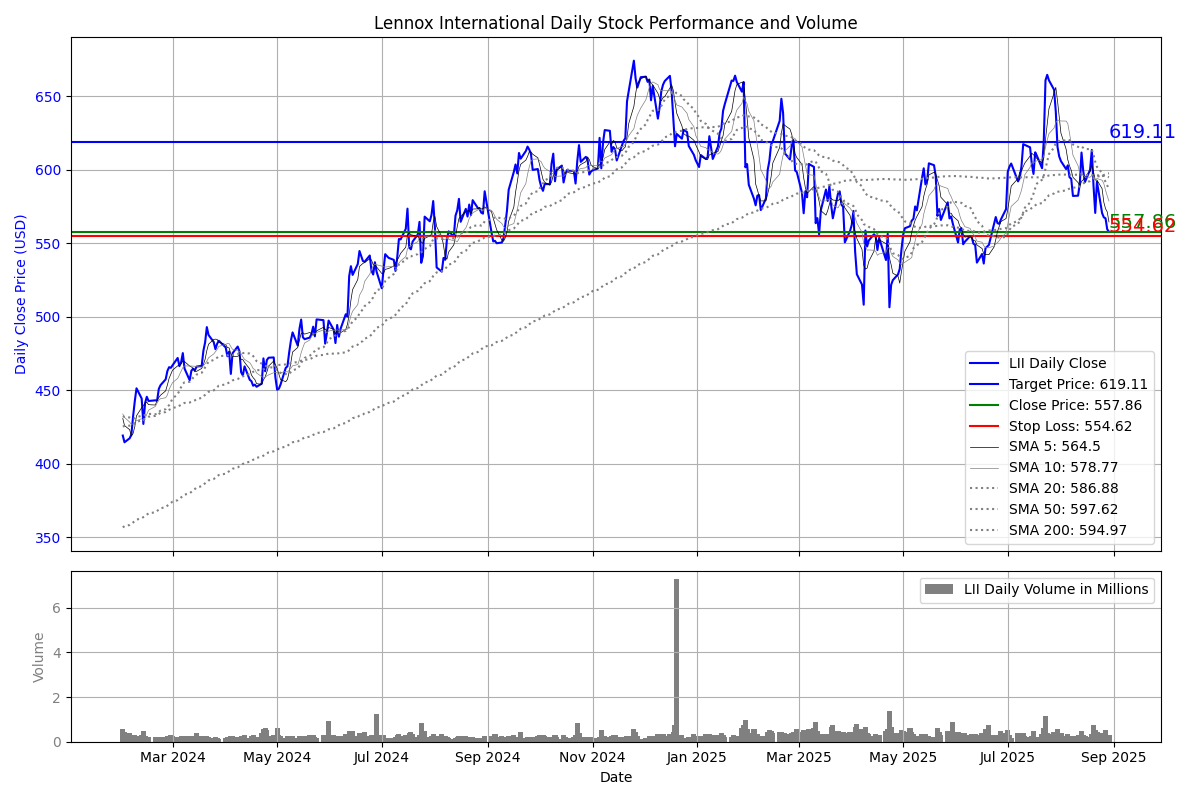 Lennox International Daily Stock Performance and Volume
Daily Close Price (USD)
650
600
550
500
450
400
350
619.11
557.86
554.62
LII Daily Close
Target Price: 619.11
Close Price: 557.86
Stop Loss: 554.62
SMA 5: 564.5
SMA 10: 578.77
SMA 20: 586.88
SMA 50: 597.62
SMA 200: 594.97
LII Daily Volume in Millions
Volume
6
4
2
0
Mar 2024 May 2024 Jul 2024 Sep 2024 Nov 2024 Jan 2025 Mar 2025 May 2025 Jul 2025 Sep 2025
Date